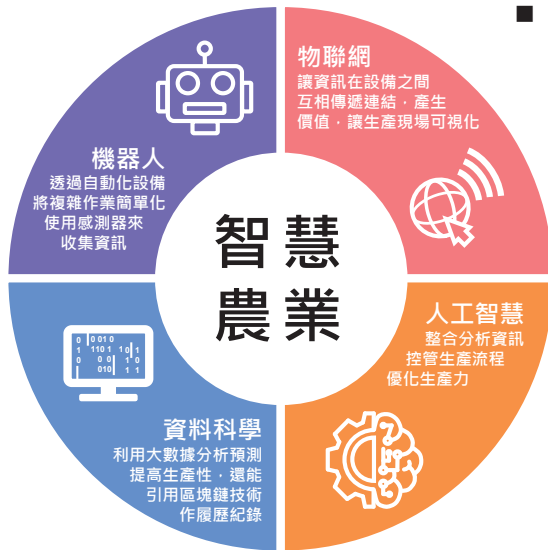 機器人
透過自動化設備
將複雜作業簡單化
使用感測器來
收集資訊
物聯網
讓資訊在設備之間
互相傳遞連結，產生
價值，讓生產現場可視化
智慧
農業
資料科學
利用大數據分析預測
提高生產性，還能
引用區塊鏈技術
作履歷紀錄
人工智慧
整合分析資訊
控管生產流程
優化生產力